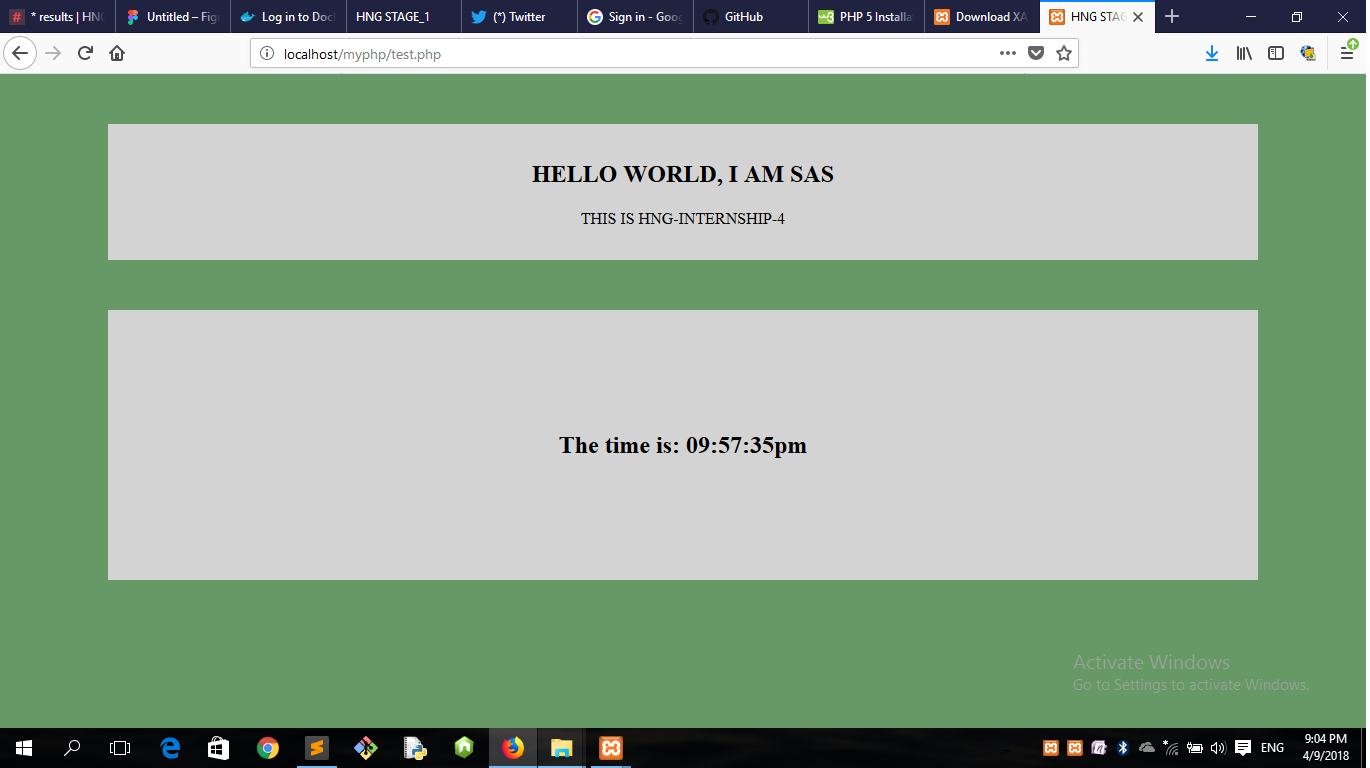 * results | HNG
Untitled – Fig
Log in to Doc
HNG STAGE_1
(*) Twitter
Sign in - Goog
GitHub
PHP 5 Installa
Download XA
HNG STAG
localhost/myphp/test.php
HELLO WORLD, I AM SAS
THIS IS HNG-INTERNSHIP-4
The time is: 09:57:35pm
Activate Windows
Go to Settings to activate Windows.
ENG
9:04 PM
4/9/2018